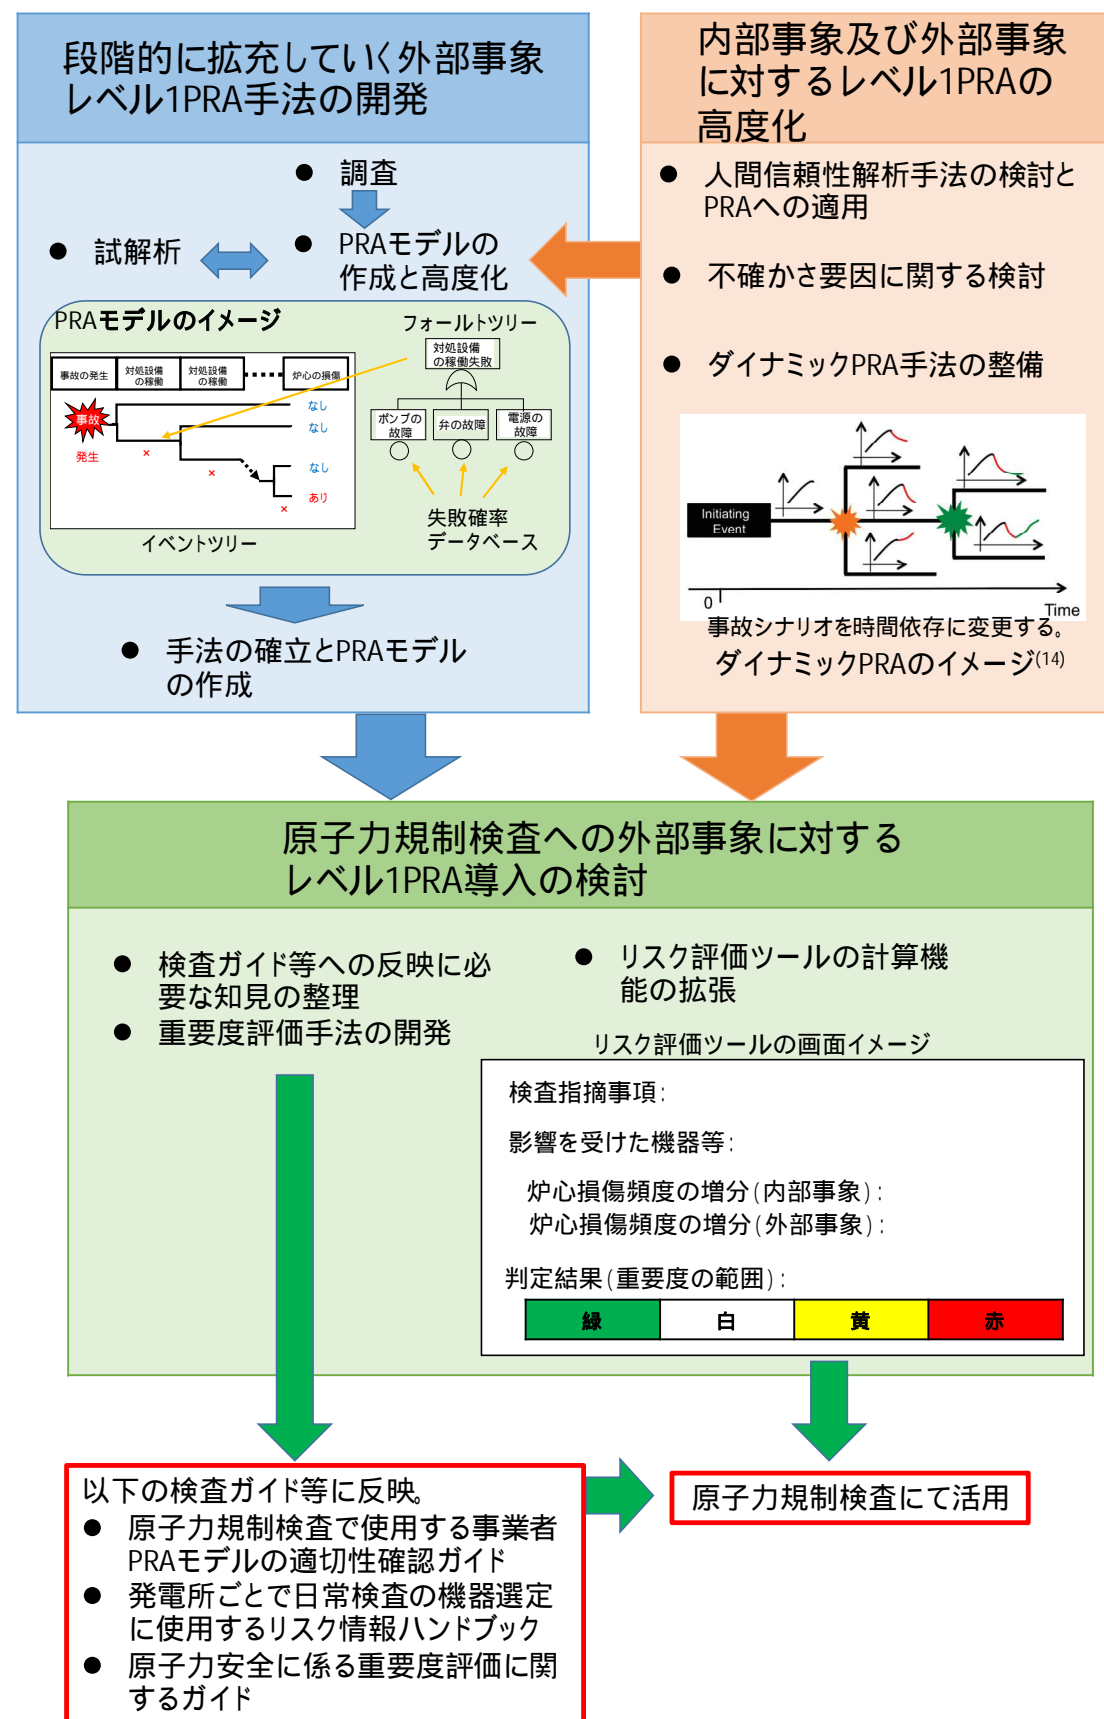 段階的に拡充していく外部事象
レベル1PRA手法の開発
● 調査
● 試解析
● PRAモデルの
作成と高度化
PRAモデルのイメージ
フォールトツリー
対処設備
の稼働失敗
事故の発生
対処設備
の稼働
対処設備
の稼働
炉心の損傷
事故
発生
×
×
×
なし
なし
なし
あり
ポンプの
故障
弁の故障
電源の
故障
失敗確率
データベース
イベントツリー
● 手法の確立とPRAモデル
の作成
内部事象及び外部事象
に対するレベル1PRAの
高度化
● 人間信頼性解析手法の検討と
PRAへの適用
● 不確かさ要因に関する検討
● ダイナミックPRA手法の整備
Initiating
Event
0
Time
事故シナリオを時間依存に変更する。
ダイナミックPRAのイメージ(14)
原子力規制検査への外部事象に対する
レベル1PRA導入の検討
● 検査ガイド等への反映に必
要な知見の整理
● 重要度評価手法の開発
● リスク評価ツールの計算機
能の拡張
リスク評価ツールの画面イメージ
検査指摘事項:
影響を受けた機器等:
炉心損傷頻度の増分(内部事象):
炉心損傷頻度の増分(外部事象):
判定結果(重要度の範囲):
緑 白 黄 赤
以下の検査ガイド等に反映。
● 原子力規制検査で使用する事業者
PRAモデルの適切性確認ガイド
● 発電所ごとで日常検査の機器選定
に使用するリスク情報ハンドブック
● 原子力安全に係る重要度評価に関
するガイド
原子力規制検査にて活用